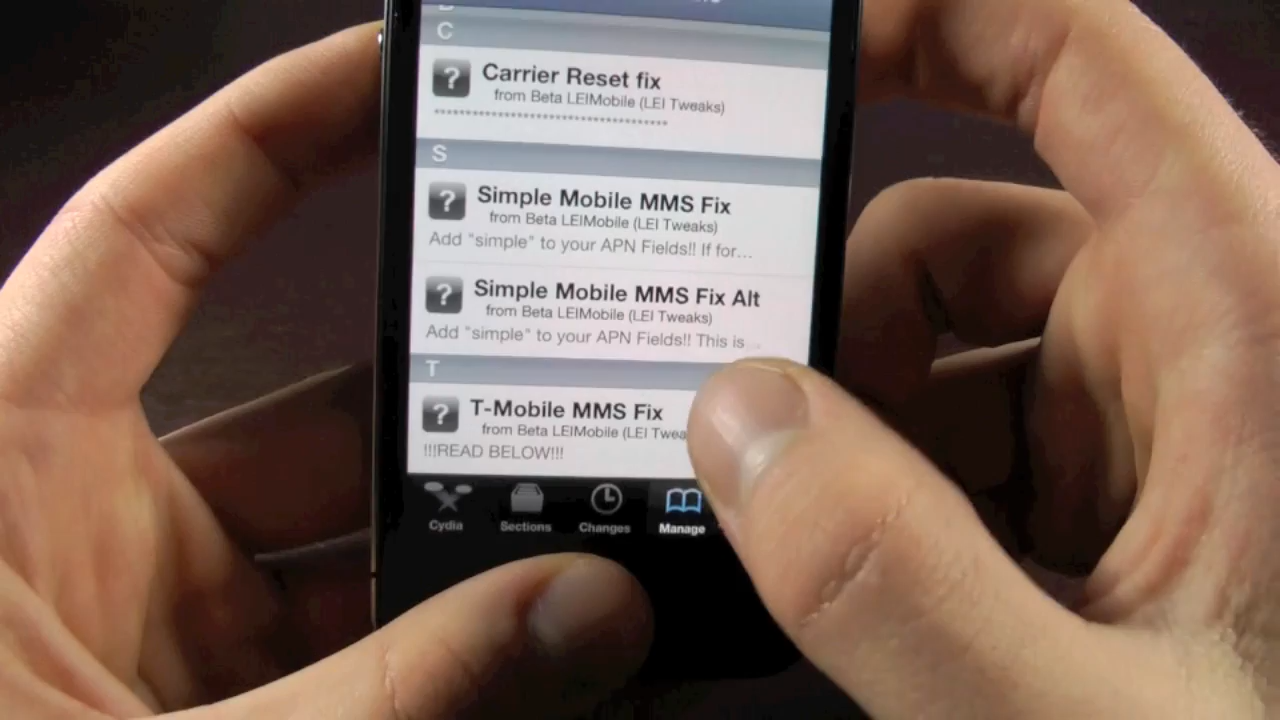 C
Carrier Reset fix
from Beta LEIMobile (LEI Tweaks)
*************************************
S
Simple Mobile MMS Fix
from Beta LEIMobile (LEI Tweaks)
Add "simple" to your APN Fields!! If for...
Simple Mobile MMS Fix Alt
from Beta LEIMobile (LEI Tweaks)
Add "simple" to your APN Fields!! This is ...
T
T-Mobile MMS Fix
from Beta LEIMobile (LEI
!!!READ BELOW!!!
Cydia Sections Changes Manage